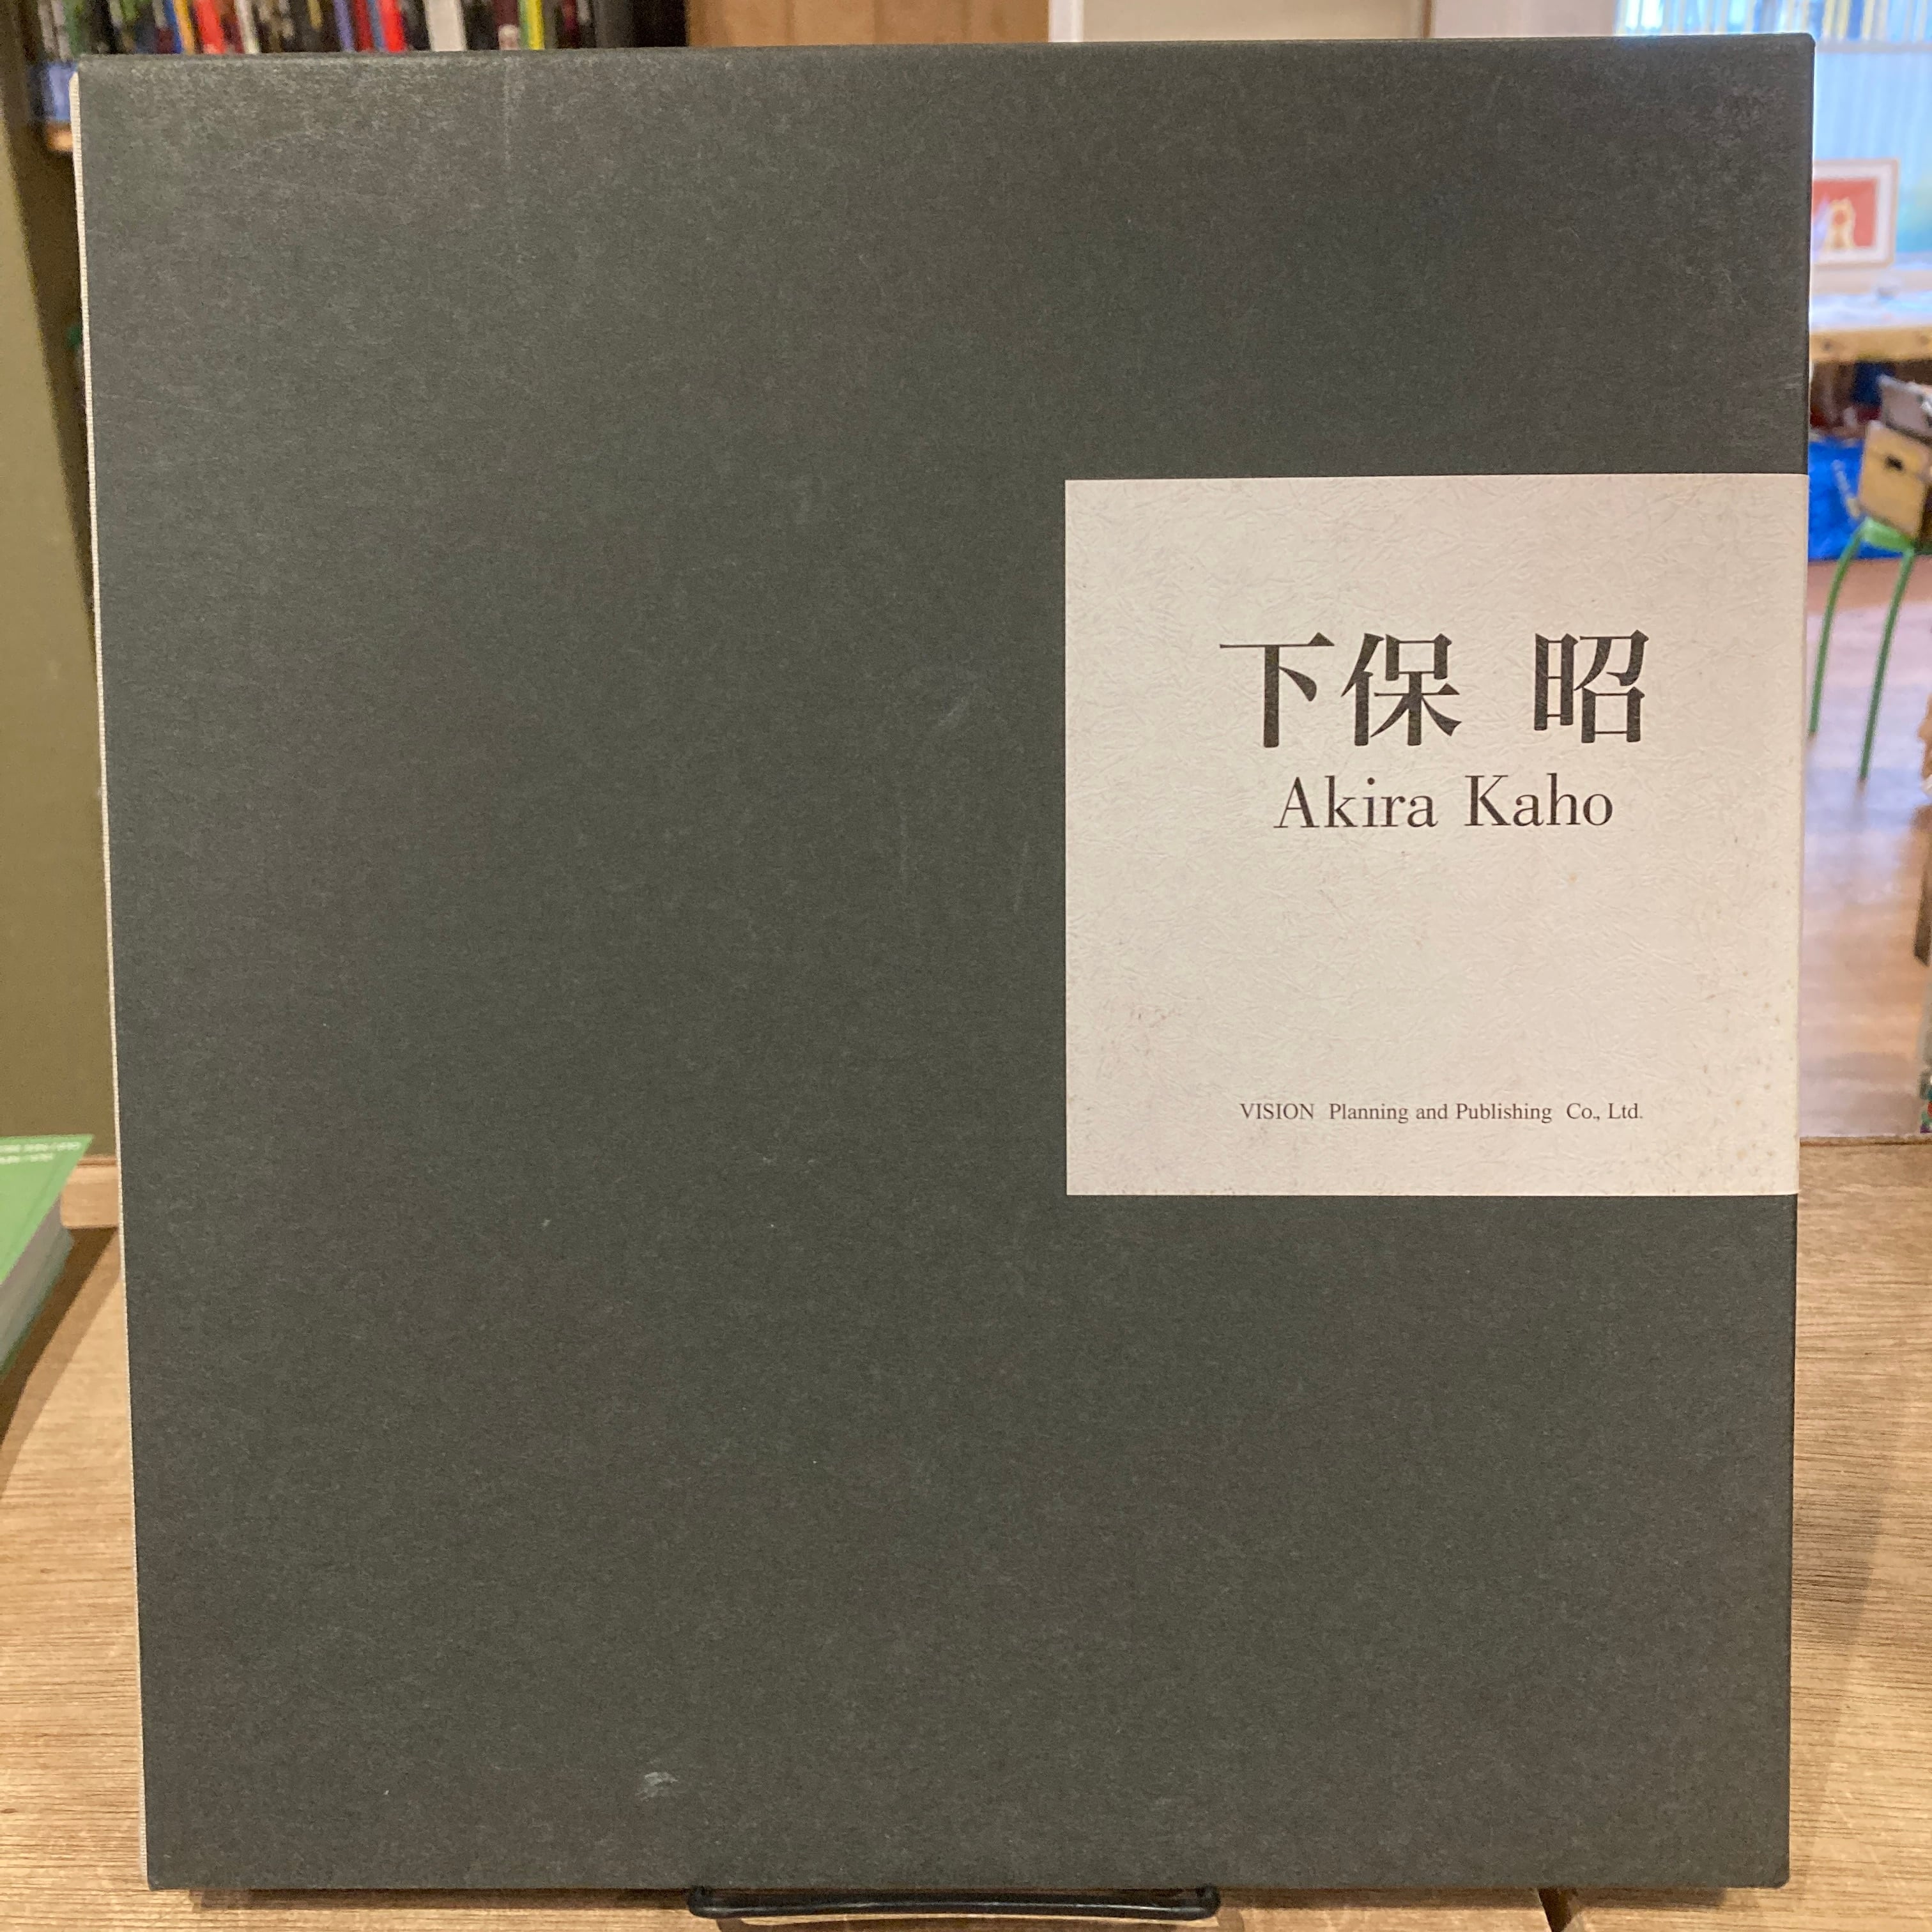 下保 昭
Akira Kaho
VISION Planning and Publishing Co., Ltd.